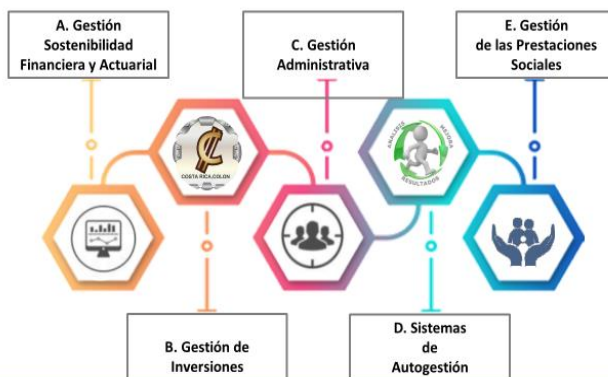 A. Gestión
Sostenibilidad
Financiera y Actuarial
C. Gestión
Administrativa
E. Gestión
de las Prestaciones
Sociales
COSTA RICA,COLON
ANALISIS
MEJORA
RESULTADOS
B. Gestión de
Inversiones
D. Sistemas
de
Autogestión